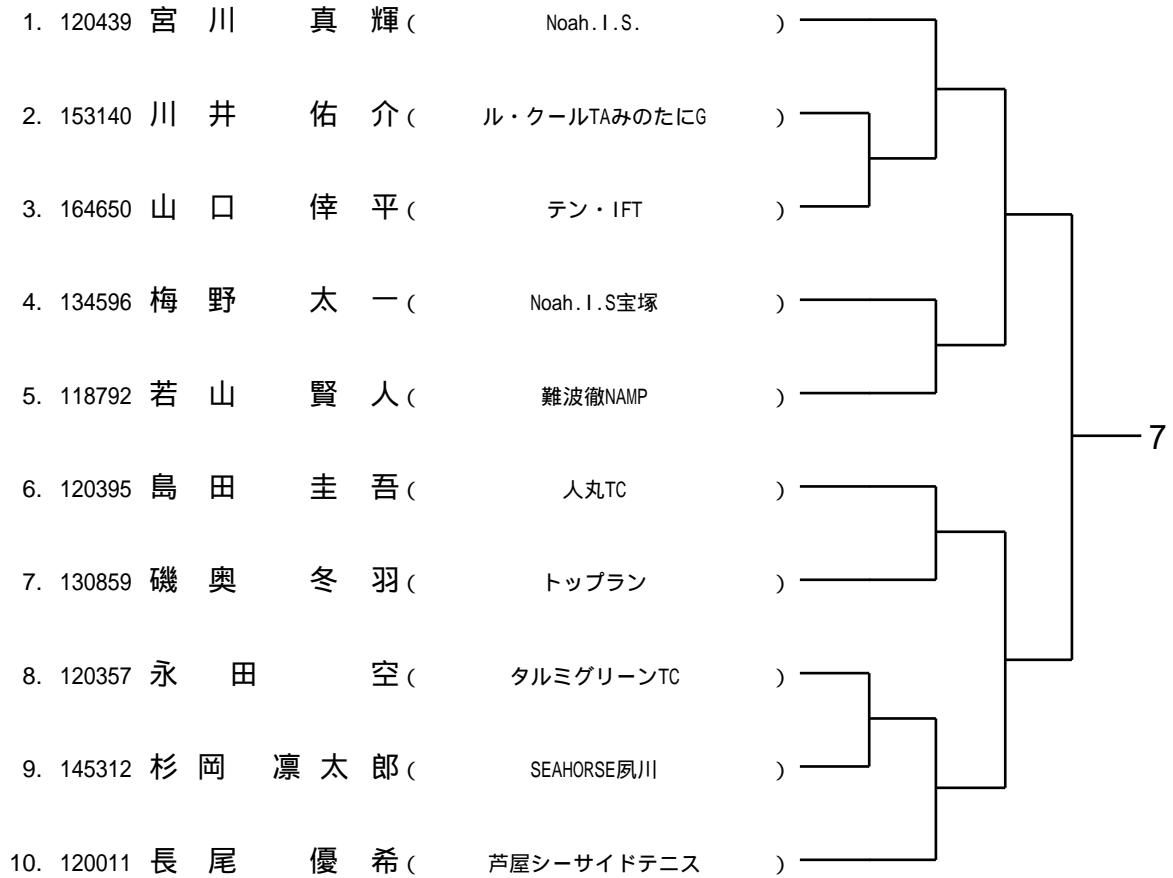 1. 120439 宮川 真輝 ( Noah.I.S. )
2. 153140 川井 佑介 ( ル・クールTAみのたにG )
3. 164650 山口 倖平 ( テン・IFT )
4. 134596 梅野 太一 ( Noah.I.S宝塚 )
5. 118792 若山 賢人 ( 難波徹NAMP )
7
6. 120395 島田 圭吾 ( 人丸TC )
7. 130859 磯奥 冬羽 ( トップラン )
8. 120357 永田 空 ( タルミグリーンTC )
9. 145312 杉岡 凛太郎 ( SEAHORSE夙川 )
10. 120011 長尾 優希 ( 芦屋シーサイドテニス )